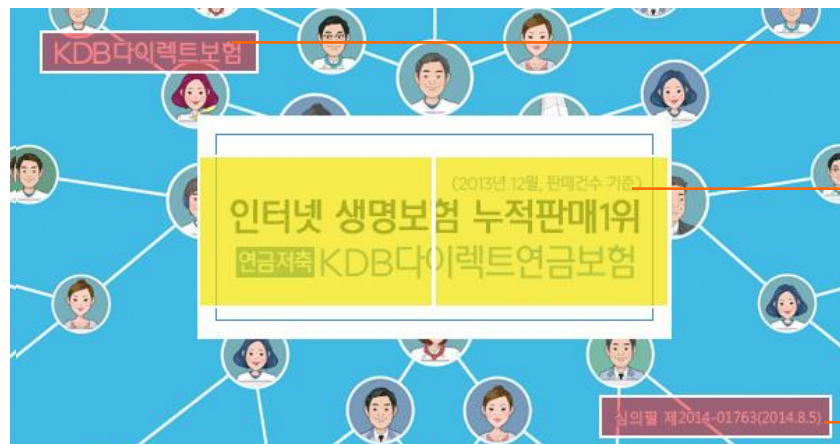 KDB다이렉트보험
(2013년 12월, 판매건수 기준)
인터넷 생명보험 누적판매1위
연금저축 KDB다이렉트연금보험
심의필 제2014-01763(2014.8.5)